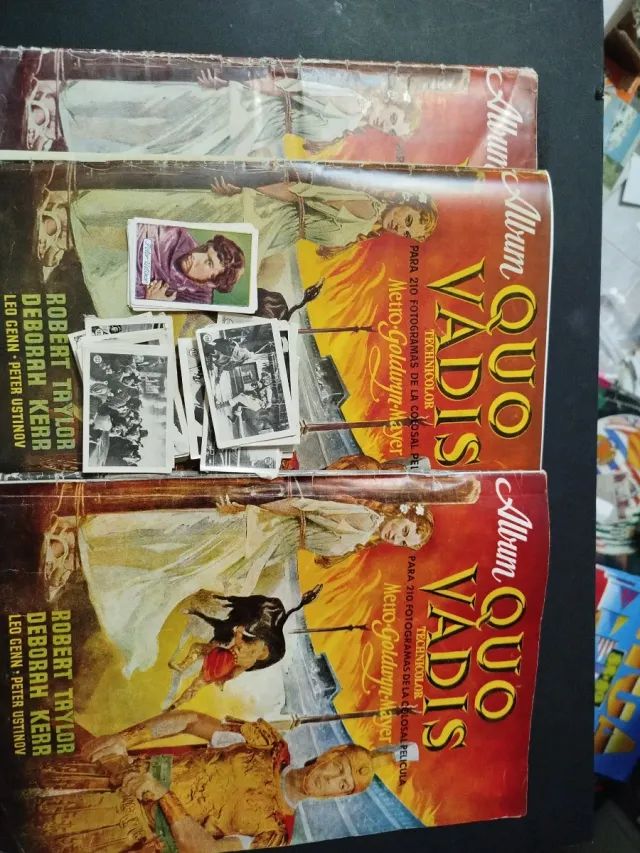 Album
Album
QUO
VADIS
TECHNICOLOR
PARA 210 FOTOGRAMAS DE LA COLOSAL PEL
Metro-Goldwyn-Mayer
ROBERT TAYLOR
DEBORAH KERR
LEO GENN · PETER USTINOV
Album
QUO
VADIS
TECHNICOLOR
PARA 210 FOTOGRAMAS DE LA COLOSAL PELICULA
Metro-Goldwyn-Mayer
ROBERT TAYLOR
DEBORAH KERR
LEO GENN · PETER USTINOV